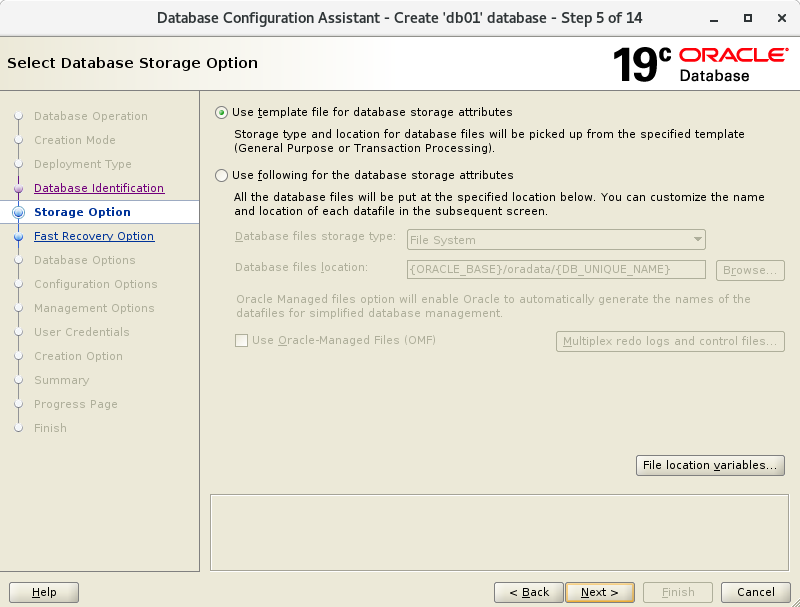 Database Configuration Assistant - Create 'db01' database - Step 5 of 14
Select Database Storage Option
19c ORACLE
Database
Database Operation
Creation Mode
Deployment Type
Database Identification
Storage Option
Fast Recovery Option
Database Options
Configuration Options
Management Options
User Credentials
Creation Option
Summary
Progress Page
Finish
Use template file for database storage attributes
Storage type and location for database files will be picked up from the specified template
(General Purpose or Transaction Processing).
Use following for the database storage attributes
All the database files will be put at the specified location below. You can customize the name
and location of each datafile in the subsequent screen.
Database files storage type: File System
Database files location: {ORACLE_BASE}/oradata/{DB_UNIQUE_NAME} Browse...
Oracle Managed files option will enable Oracle to automatically generate the names of the
datafiles for simplified database management.
Use Oracle-Managed Files (OMF) Multiplex redo logs and control files...
File location variables...
Help < Back Next > Finish Cancel